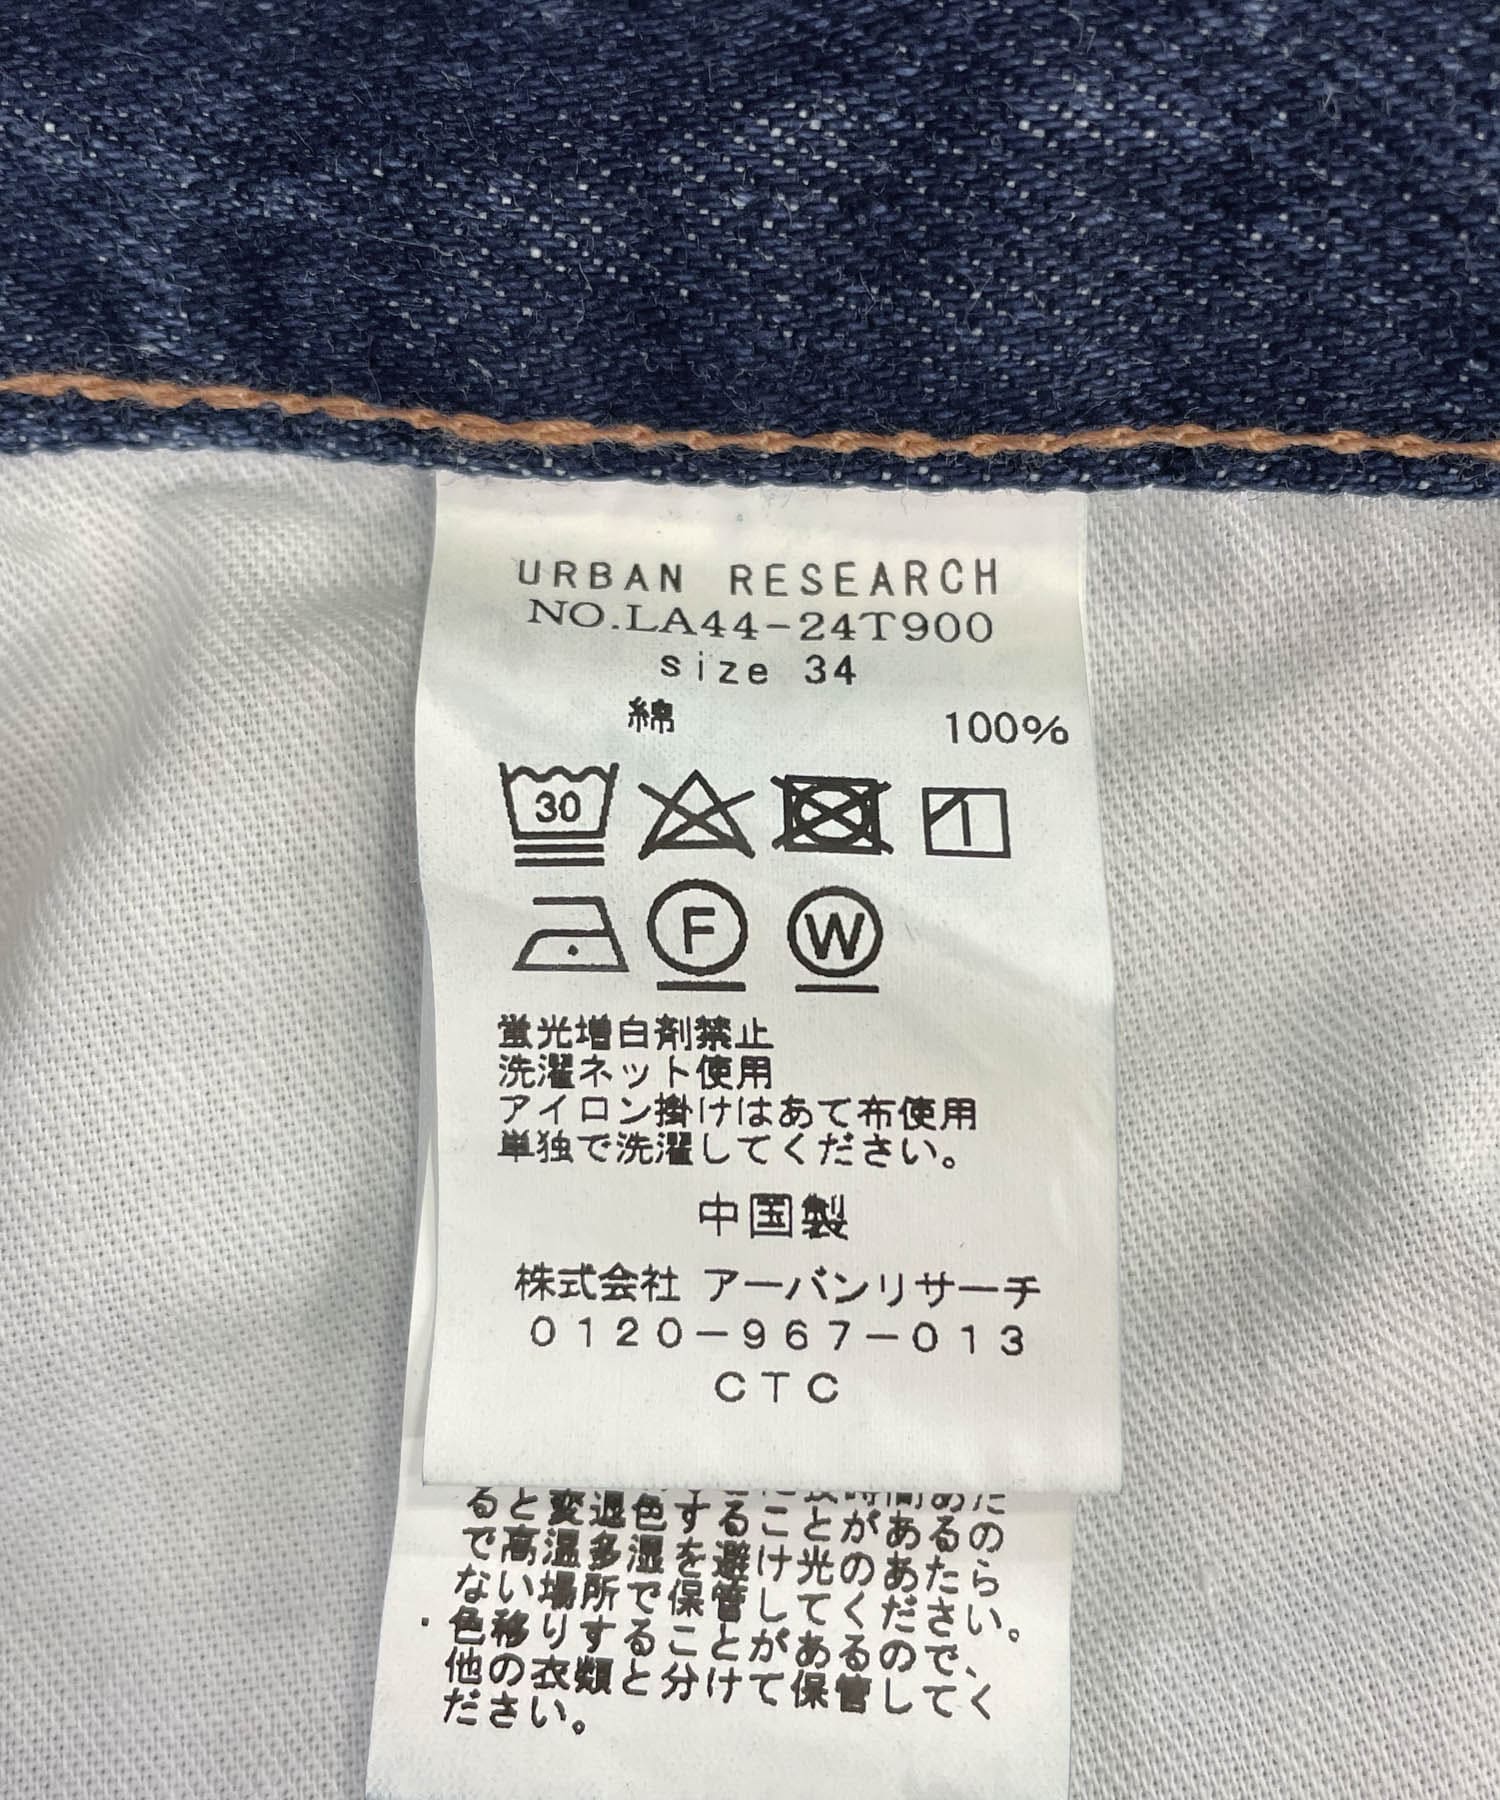 URBAN RESEARCH
NO.LA44-24T900
size 34
綿 100%
30
F W
蛍光増白剤禁止
洗濯ネット使用
アイロン掛けはあて布使用
単独で洗濯してください。
中国製
株式会社 アーバンリサーチ
0120-967-013
CTC
ると変退色することがあるの
で高温多湿を避け光のあたら
ない場所で保管してください。
色移りすることがあるので、
他の衣類と分けて保管してく
ださい。